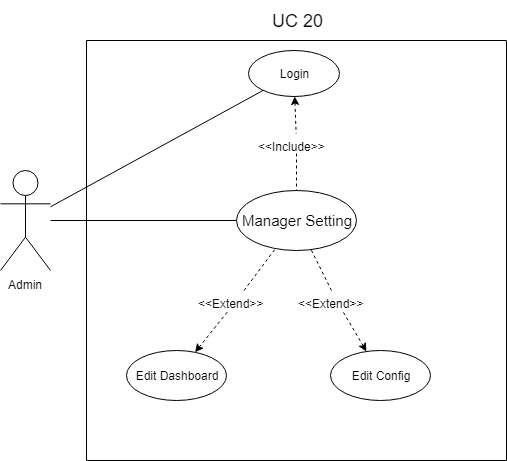 UC 20
Login
<<Include>>
Manager Setting
Admin
<<Extend>>
<<Extend>>
Edit Dashboard
Edit Config